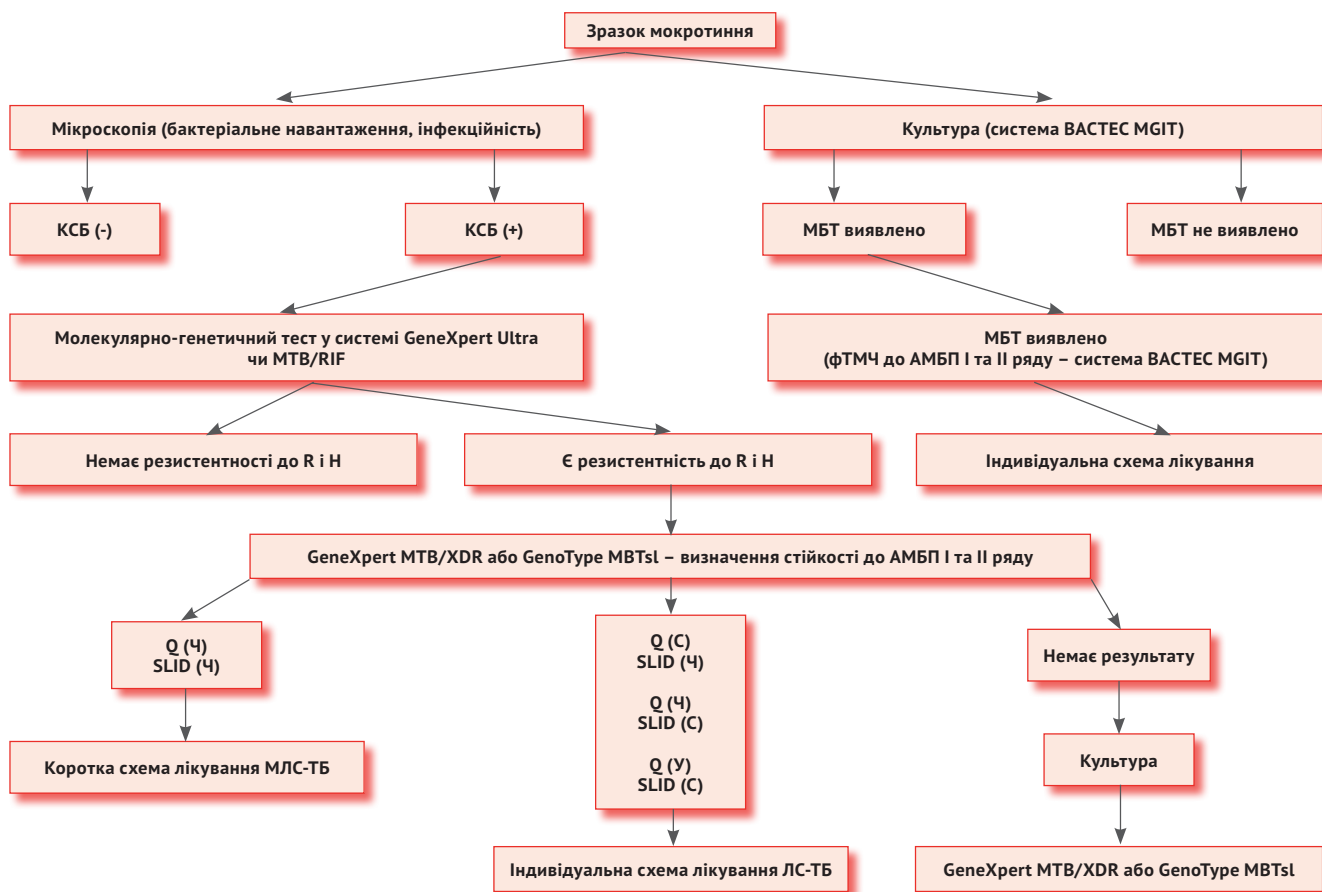 Зразок мокротиння
Мікроскопія (бактеріальне навантаження, інфекційність)
Культура (система BACTEC MGIT)
КСБ (-)
КСБ (+)
МБТ виявлено
МБТ не виявлено
Молекулярно-генетичний тест у системі GeneXpert Ultra
чи MTB/RIF
МБТ виявлено
(фТМЧ до АМБП І та ІІ ряду – система BACTEC MGIT)
Немає резистентності до R і H
Є резистентність до R і H
Індивідуальна схема лікування
GeneXpert MTB/XDR або GenoType MBTsl – визначення стійкості до АМБП І та ІІ ряду
Q (Ч)
SLID (Ч)
Q (С)
SLID (Ч)
Q (Ч)
SLID (С)
Q (У)
SLID (С)
Немає результату
Коротка схема лікування МЛС-ТБ
Культура
Індивідуальна схема лікування ЛС-ТБ
GeneXpert MTB/XDR або GenoType MBTsl